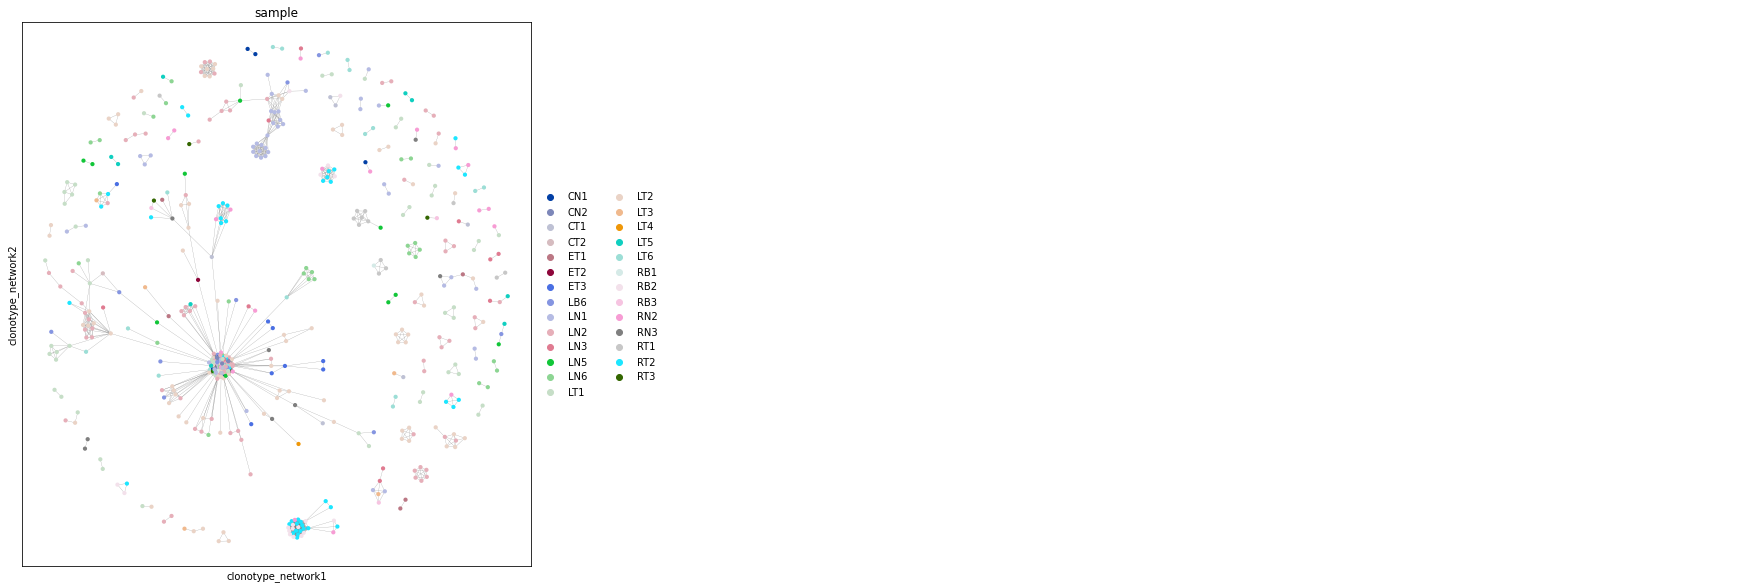 sample
clonotype_network2
clonotype_network1
CN1
CN2
CT1
CT2
ET1
ET2
ET3
LB6
LN1
LN2
LN3
LN5
LN6
LT1
LT2
LT3
LT4
LT5
LT6
RB1
RB2
RB3
RN2
RN3
RT1
RT2
RT3